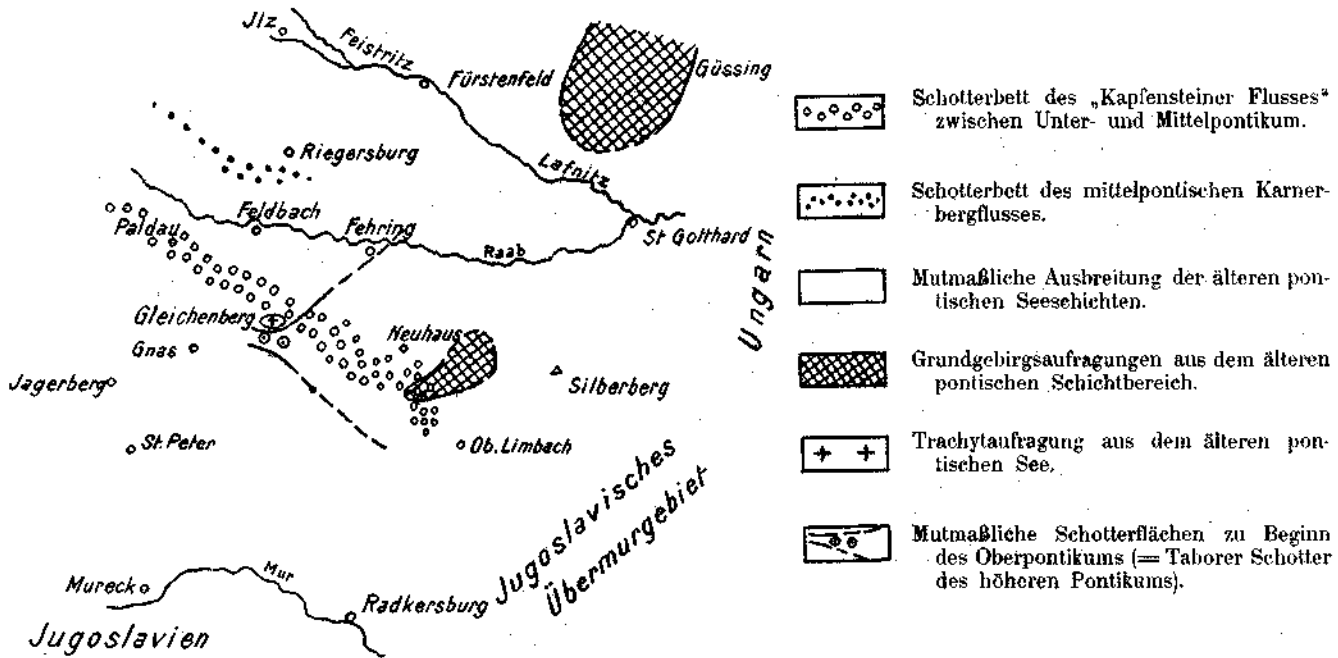 Jlz
Feistritz
Fürstenfeld
Güssing
Riegersburg
Lafnitz
Feldbach
Paldau
Fehring
Raab
St Gotthard
Ungarn
Gleichenberg
Gnas
Neuhaus
Jagerberg
Silberberg
St. Peter
Ob. Limbach
Jugoslavisches
Übermurgebiet
Mureck
Mur
Radkersburg
Jugoslavien
Schotterbett des „Kapfensteiner Flusses“
zwischen Unter- und Mittelpontikum.
Schotterbett des mittelpontischen Karner-
bergflusses.
Mutmaßliche Ausbreitung der älteren pon-
tischen Seeschichten.
Grundgebirgsaufragungen aus dem älteren
pontischen Schichtbereich.
Trachytaufragung aus dem älteren pon-
tischen See.
Mutmaßliche Schotterflächen zu Beginn
des Oberpontikums (= Taborer Schotter
des höheren Pontikums).